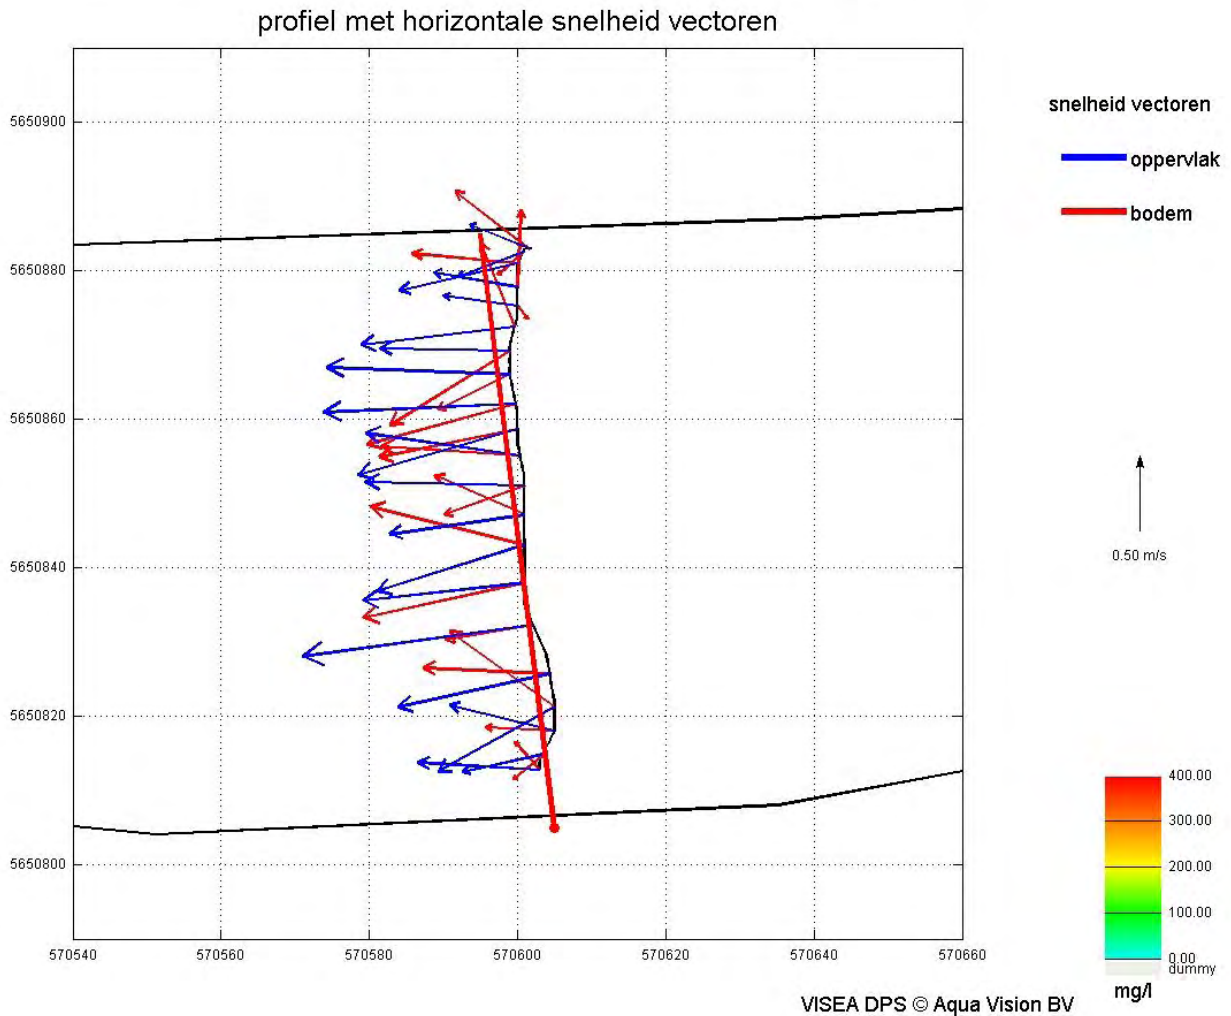 profiel met horizontale snelheid vectoren
snelheid vectoren
oppervlak
bodem
5650900
5650880
5650860
5650840
5650820
5650800
570540
570560
570580
570600
570620
570640
570660
0.50 m/s
400.00
300.00
200.00
100.00
0.00
dummy
mg/l
VISEA DPS © Aqua Vision BV